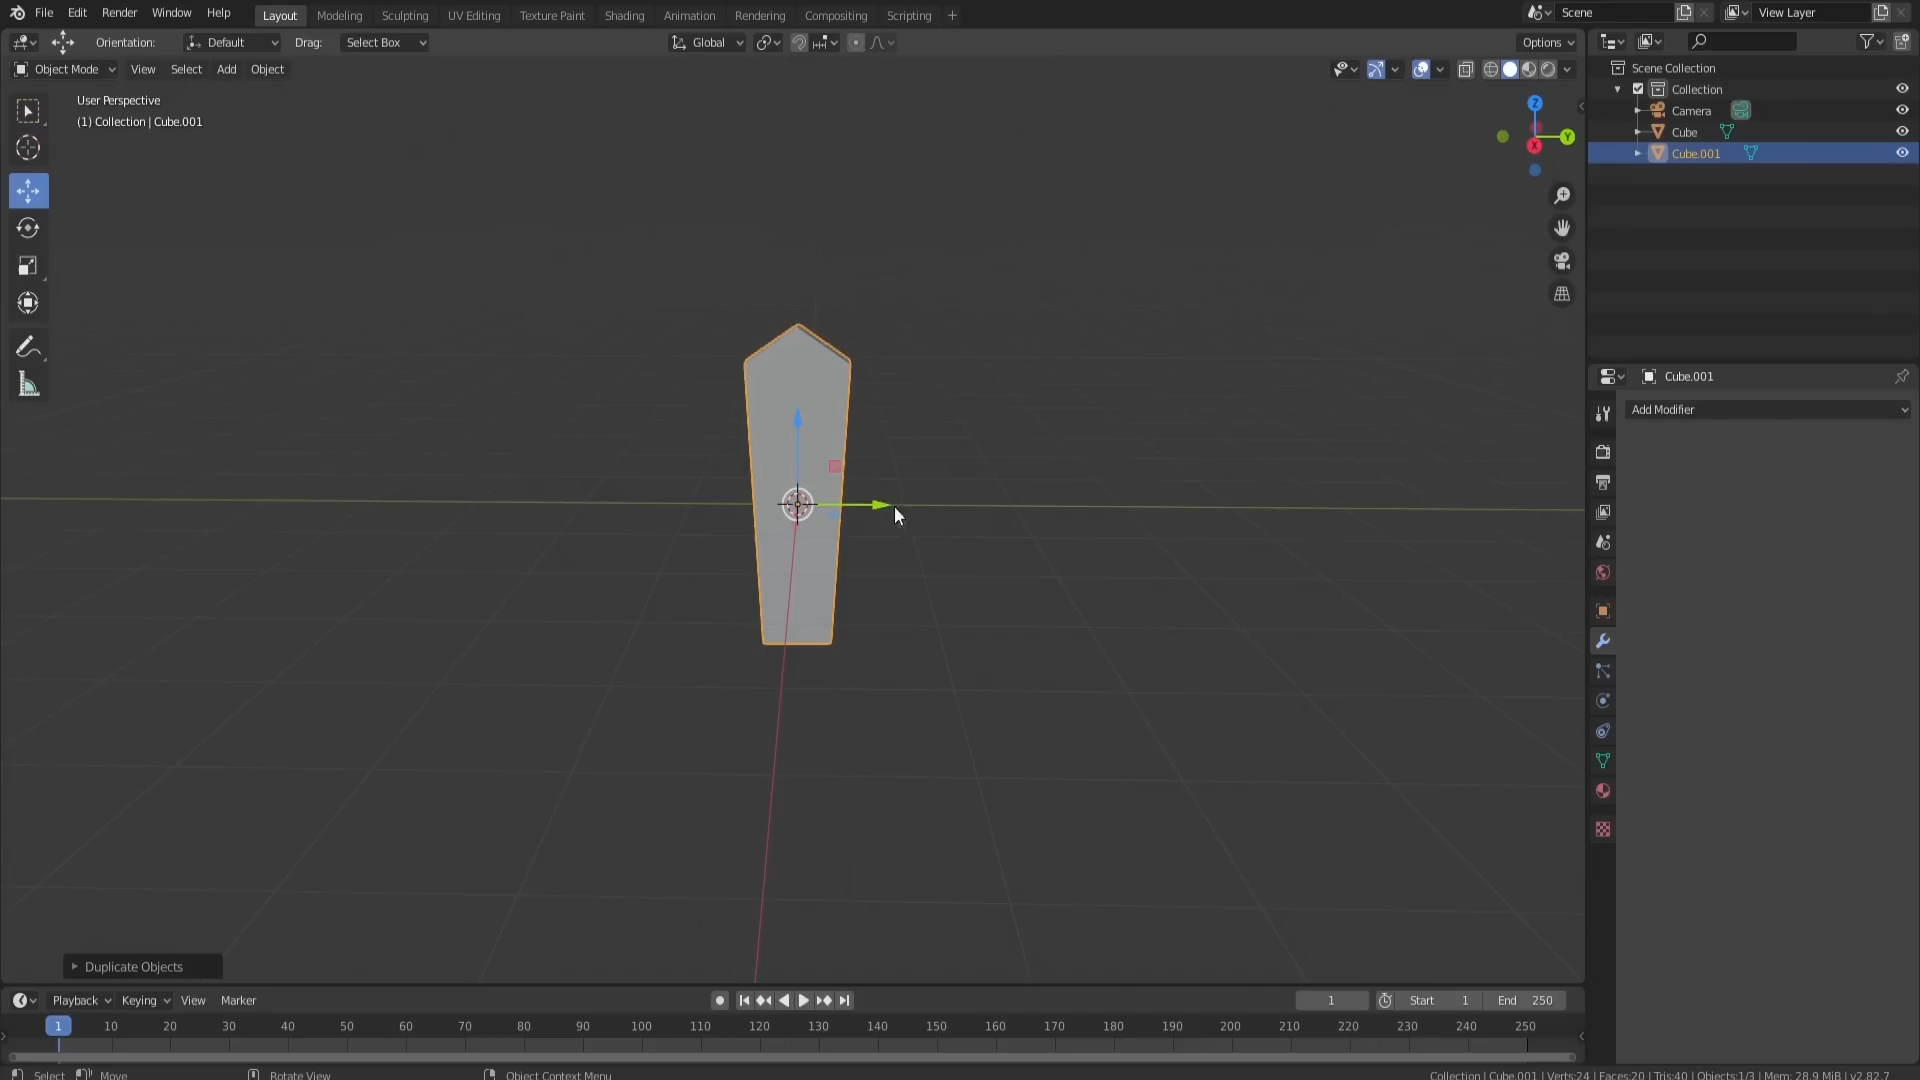 File Edit Render Window Help Layout Modeling Sculpting UV Editing Texture Paint Shading Animation Rendering Compositing Scripting + Scene View Layer
Orientation: Default Drag: Select Box Global Options
Object Mode View Select Add Object
User Perspective
(1) Collection | Cube.001
Z
Y
X
Scene Collection
Collection
Camera
Cube
Cube.001
Cube.001
Add Modifier
Duplicate Objects
Playback Keying View Marker 1 Start 1 End 250
1 10 20 30 40 50 60 70 80 90 100 110 120 130 140 150 160 170 180 190 200 210 220 230 240 250
Select Move Rotate View Object Context Menu Collection | Cube.001 | Verts:24 | Faces:20 | Tris:40 | Objects:1/3 | Mem: 28.9 MiB | v2.82.7